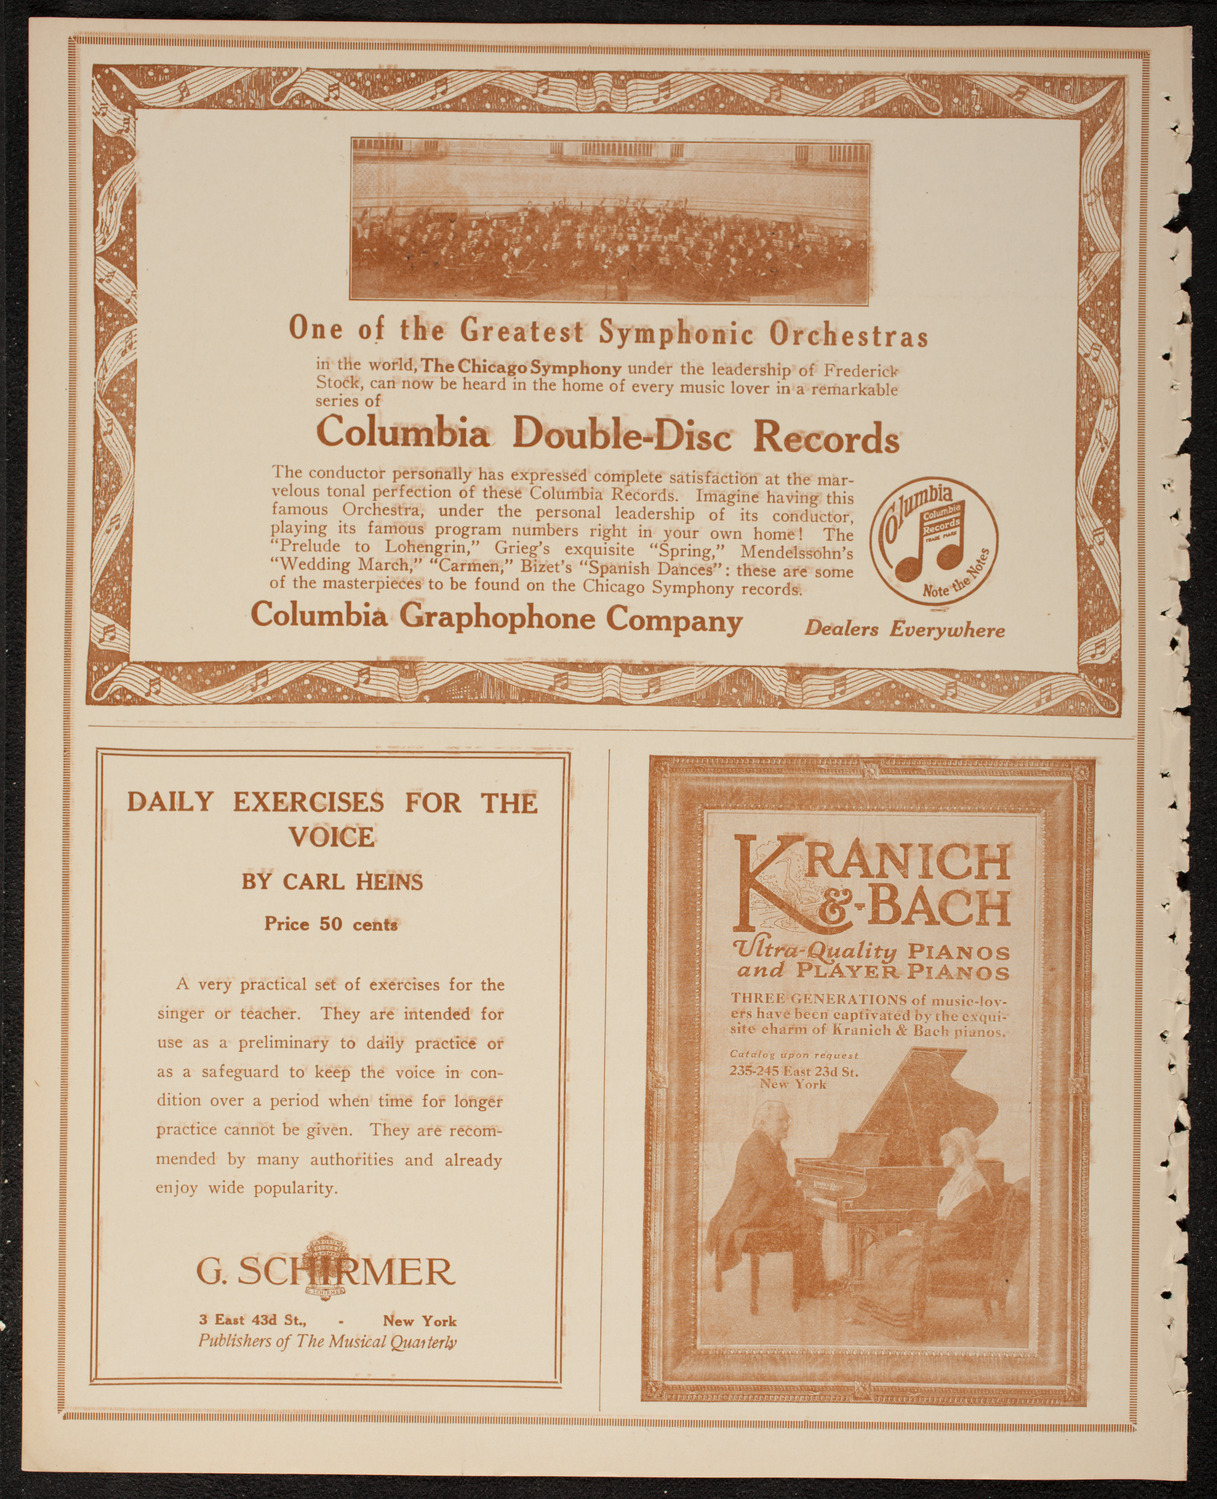 One of the Greatest Symphonic Orchestras
in the world, The Chicago Symphony under the leadership of Frederick
Stock, can now be heard in the home of every music lover in a remarkable
series of
Columbia Double-Disc Records
The conductor personally has expressed complete satisfaction at the mar-
velous tonal perfection of these Columbia Records. Imagine having this
famous Orchestra, under the personal leadership of its conductor,
playing its famous program numbers right in your own home! The
"Prelude to Lohengrin," Grieg's exquisite "Spring," Mendelssohn's
"Wedding March," "Carmen," Bizet's "Spanish Dances": these are some
of the masterpieces to be found on the Chicago Symphony records.
Columbia
Columbia
Records
TRADE MARK
Note the Notes
Columbia Graphophone Company
Dealers Everywhere
DAILY EXERCISES FOR THE
VOICE
BY CARL HEINS
Price 50 cents
A very practical set of exercises for the
singer or teacher. They are intended for
use as a preliminary to daily practice or
as a safeguard to keep the voice in con-
dition over a period when time for longer
practice cannot be given. They are recom-
mended by many authorities and already
enjoy wide popularity.
G. SCHIRMER
3 East 43d St., - New York
Publishers of The Musical Quarterly
KRANICH
&-BACH
Ultra-Quality PIANOS
and PLAYER PIANOS
THREE GENERATIONS of music-lov-
ers have been captivated by the exqui-
site charm of Kranich & Bach pianos.
Catalog upon request
235-245 East 23d St.
New York